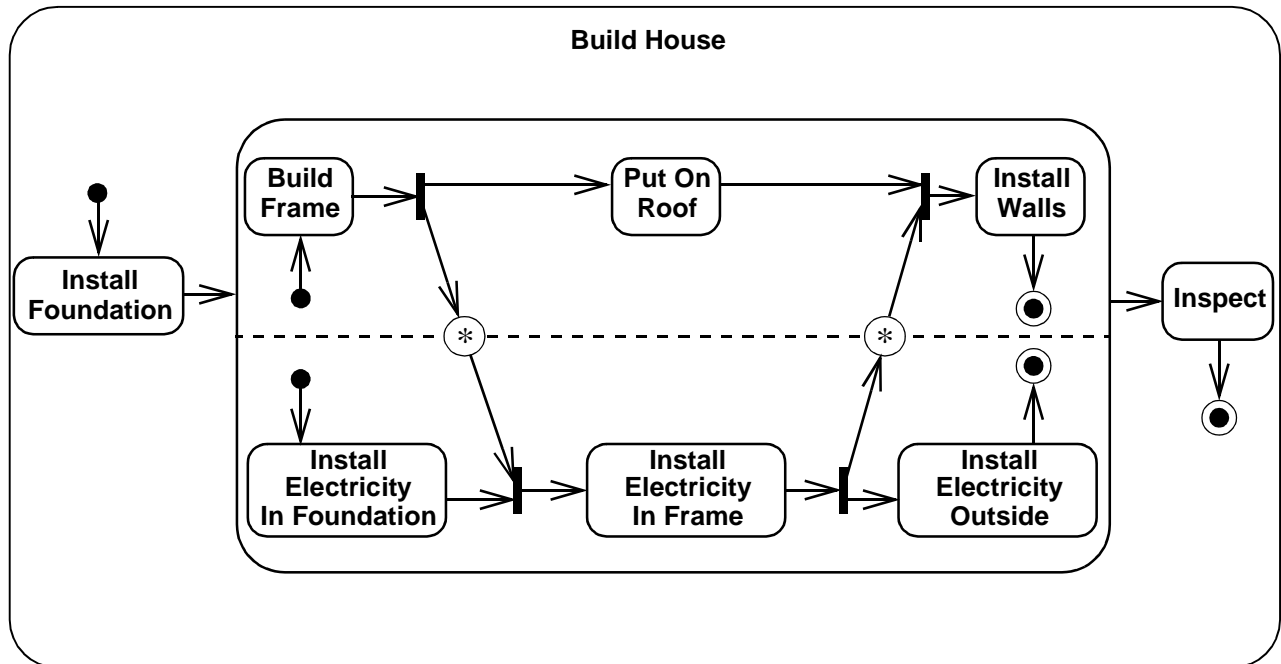 Build House
Build
Frame
Put On
Roof
Install
Walls
Install
Foundation
Inspect
*
*
Install
Electricity
In Foundation
Install
Electricity
In Frame
Install
Electricity
Outside